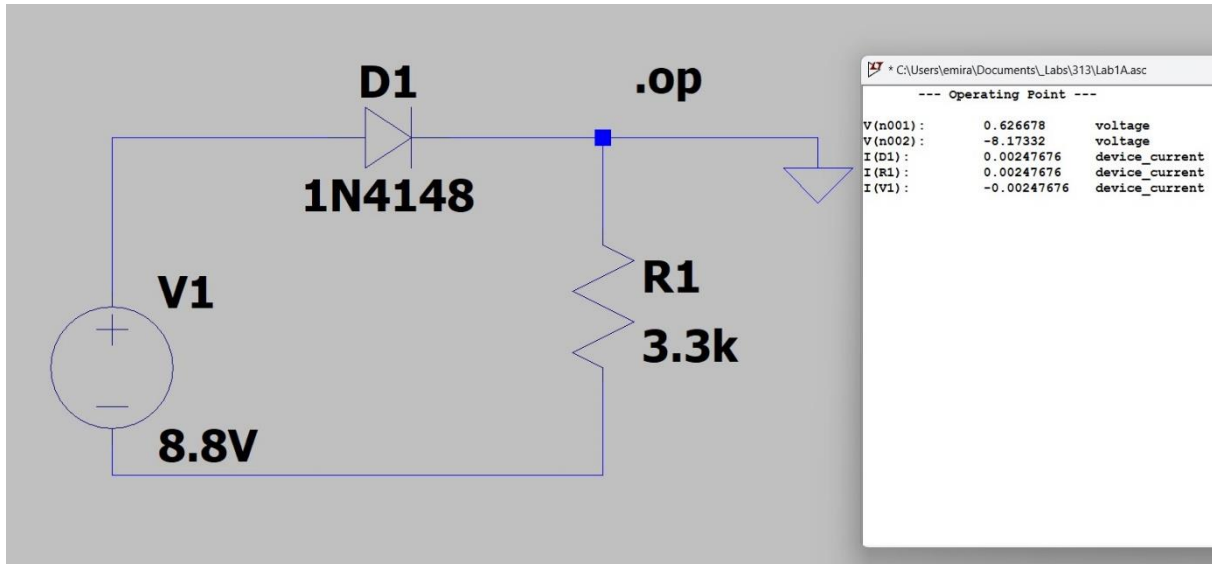 D1
.op
1N4148
V1
8.8V
R1
3.3k
* C:\Users\emira\Documents\_Labs\313\Lab1A.asc
--- Operating Point ---
V(n001): 0.626678 voltage
V(n002): -8.17332 voltage
I(D1): 0.00247676 device_current
I(R1): 0.00247676 device_current
I(V1): -0.00247676 device_current